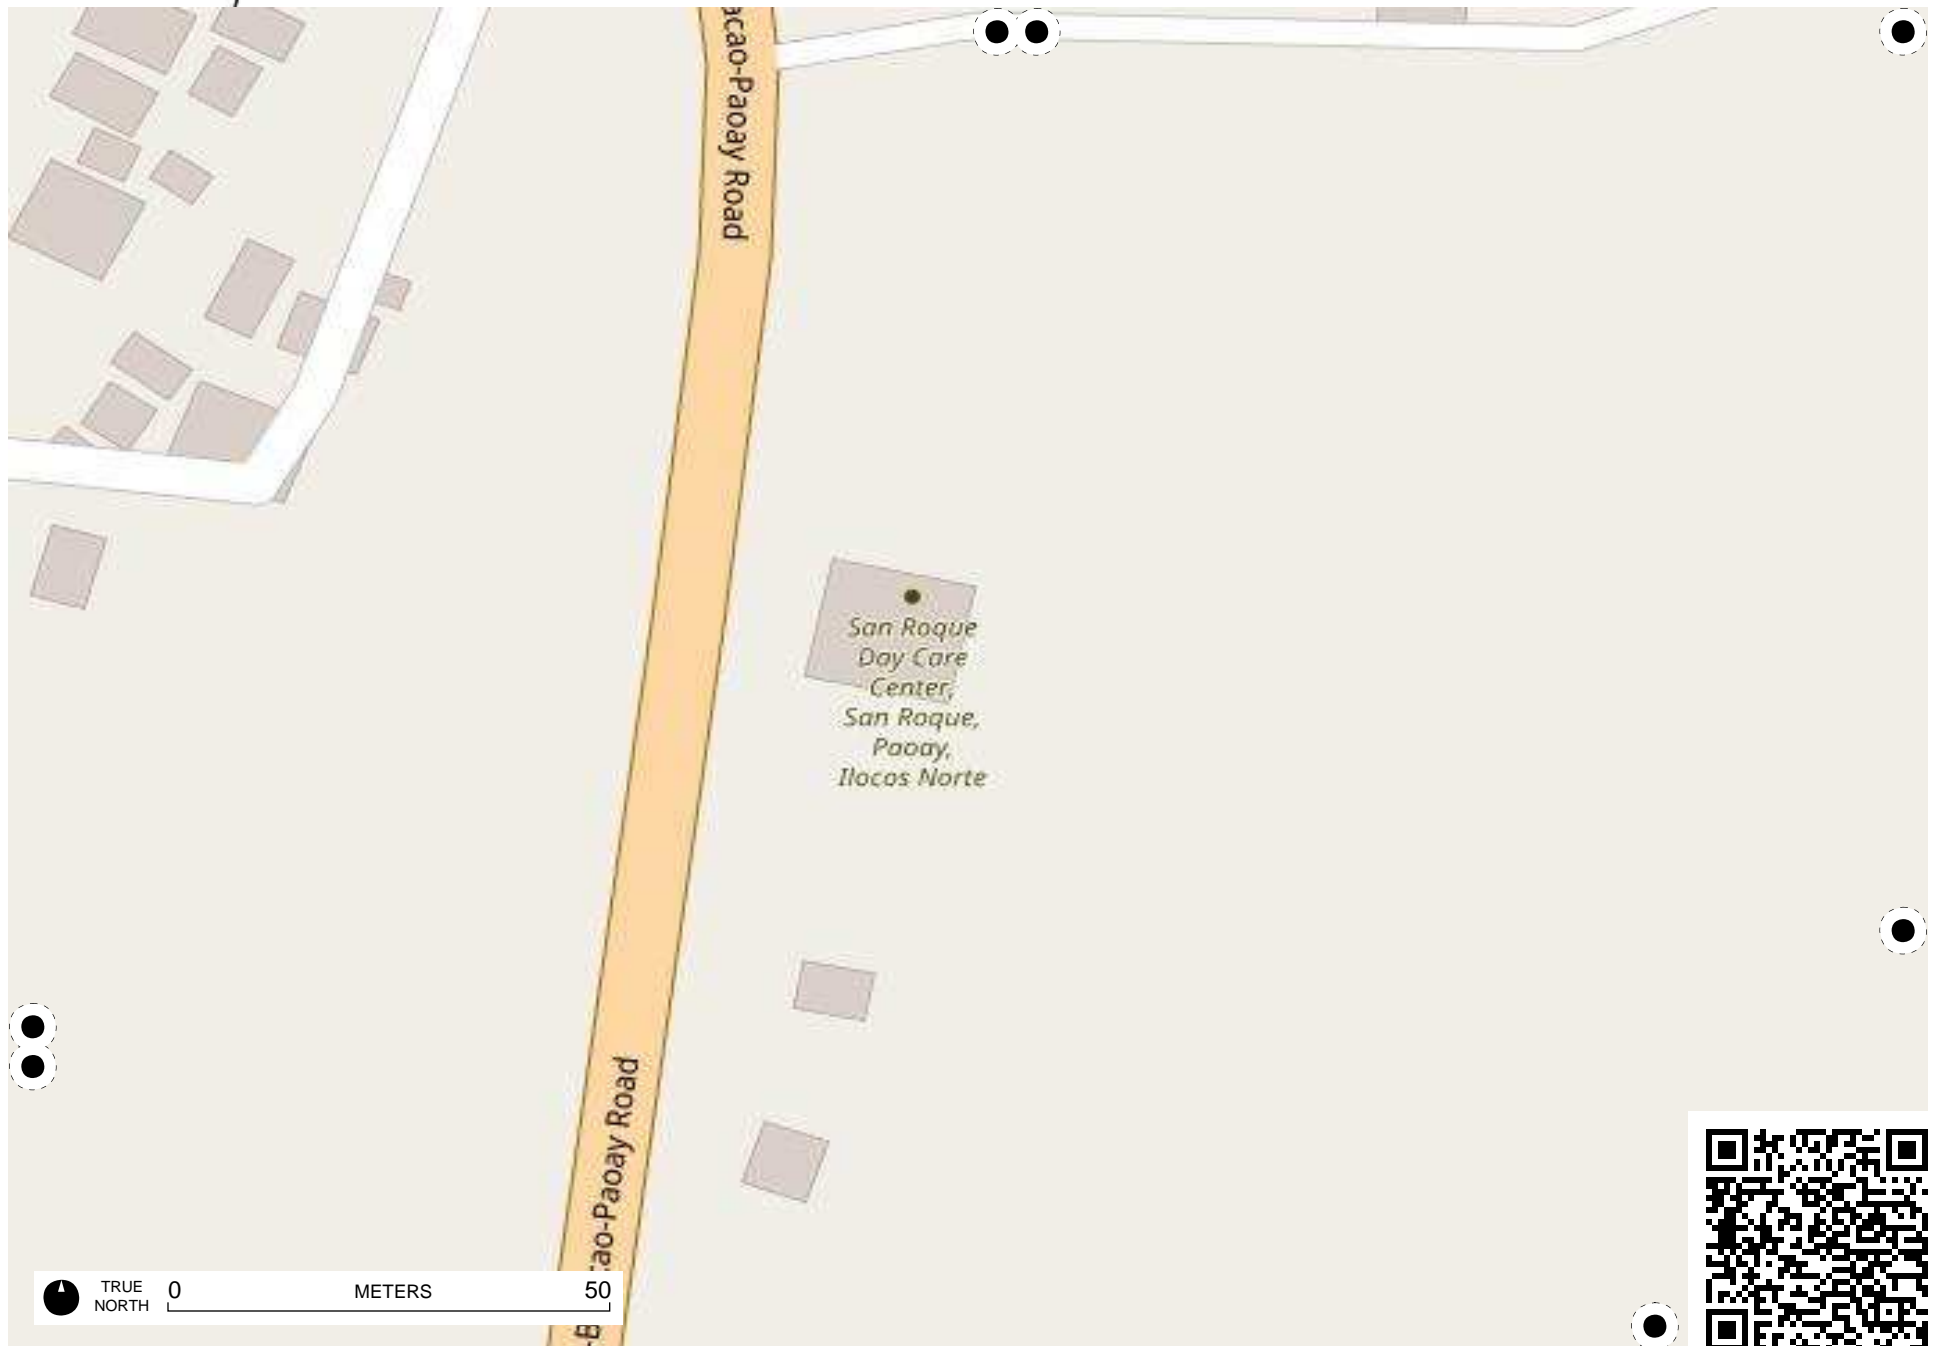 acao-Paoay Road
San Roque
Day Care
Center,
San Roque,
Paoay,
Ilocos Norte
cao-Paoay Road
TRUE
NORTH
0 METERS 50